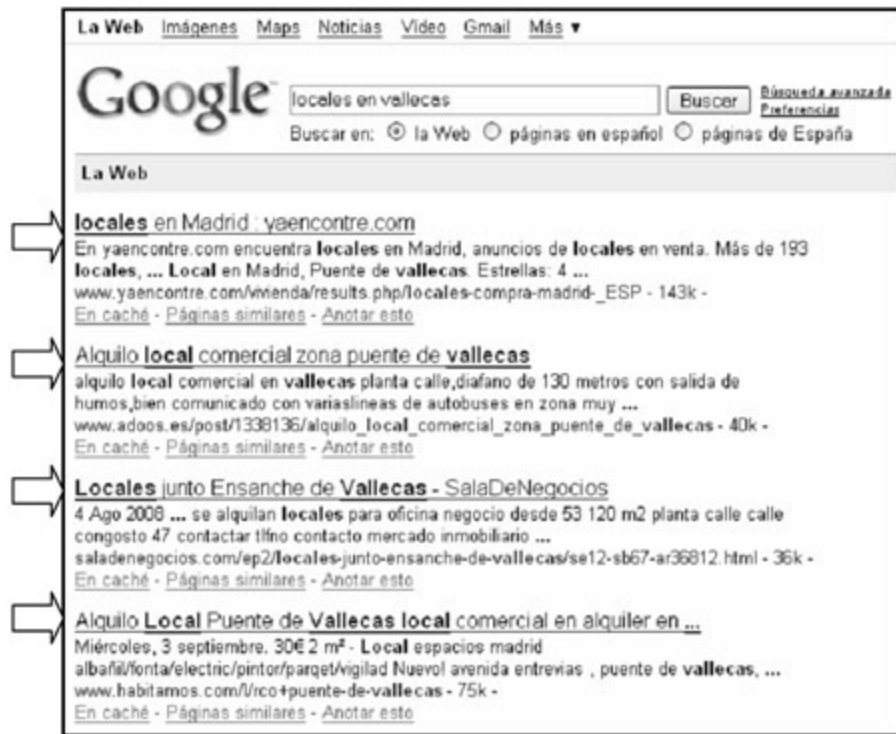 La Web Imágenes Maps Noticias Vídeo Gmail Más ▼
Google locales en vallecas Buscar Búsqueda avanzada
Preferencias
Buscar en: la Web páginas en español páginas de España
La Web
locales en Madrid : yaencontre.com
En yaencontre.com encuentra locales en Madrid, anuncios de locales en venta. Más de 193
locales, ... Local en Madrid, Puente de vallecas. Estrellas: 4 ...
www.yaencontre.com/vivienda/results.php/locales-compra-madrid-_ESP - 143k -
En caché - Páginas similares - Anotar esto
Alquilo local comercial zona puente de vallecas
alquilo local comercial en vallecas planta calle,diafano de 130 metros con salida de
humos,bien comunicado con variaslineas de autobuses en zona muy ...
www.adoos.es/post/1338136/alquilo_local_comercial_zona_puente_de_vallecas - 40k -
En caché - Páginas similares - Anotar esto
Locales junto Ensanche de Vallecas - SalaDeNegocios
4 Ago 2008 ... se alquilan locales para oficina negocio desde 53 120 m2 planta calle calle
congosto 47 contactar tlfno contacto mercado inmobiliario ...
saladenegocios.com/ep2/locales-junto-ensanche-de-vallecas/se12-sb67-ar36812.html - 36k -
En caché - Páginas similares - Anotar esto
Alquilo Local Puente de Vallecas local comercial en alquiler en ...
Miércoles, 3 septiembre. 30€ 2 m² - Local espacios madrid
albañil/fonta/electric/pintor/parqet/vigilad Nuevo! avenida entrevias , puente de vallecas, ...
www.habitamos.com/l/rco+puente-de-vallecas - 75k -
En caché - Páginas similares - Anotar esto